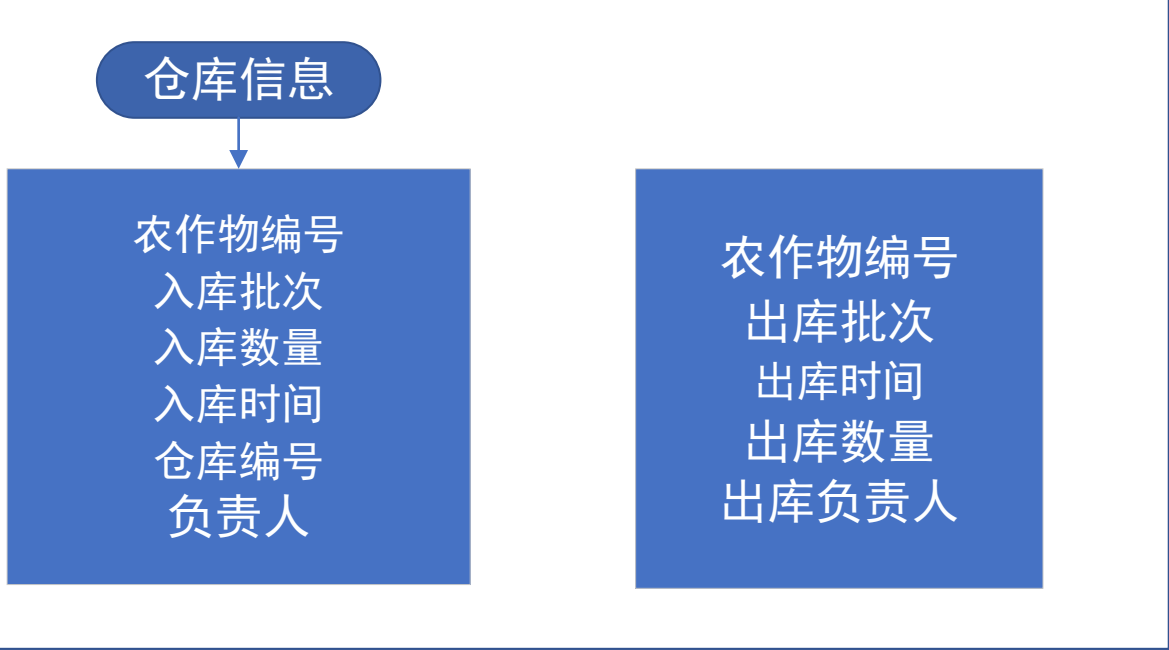 仓库信息
农作物编号
入库批次
入库数量
入库时间
仓库编号
负责人
农作物编号
出库批次
出库时间
出库数量
出库负责人